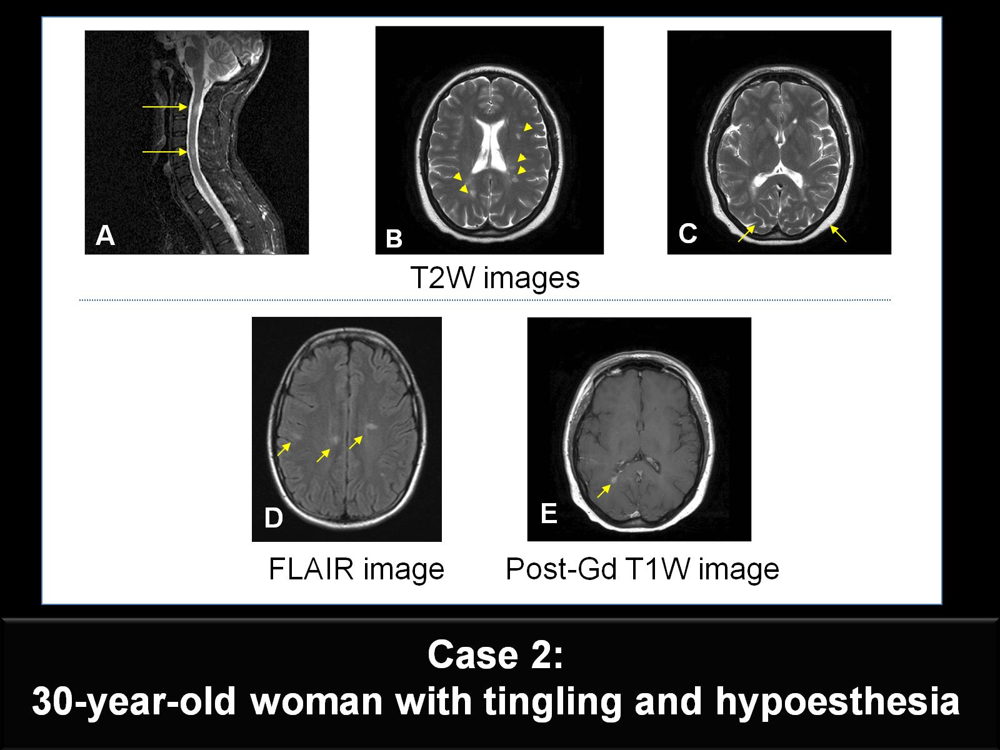 A
B
C
T2W images
D
E
FLAIR image
Post-Gd T1W image
Case 2:
30-year-old woman with tingling and hypoesthesia